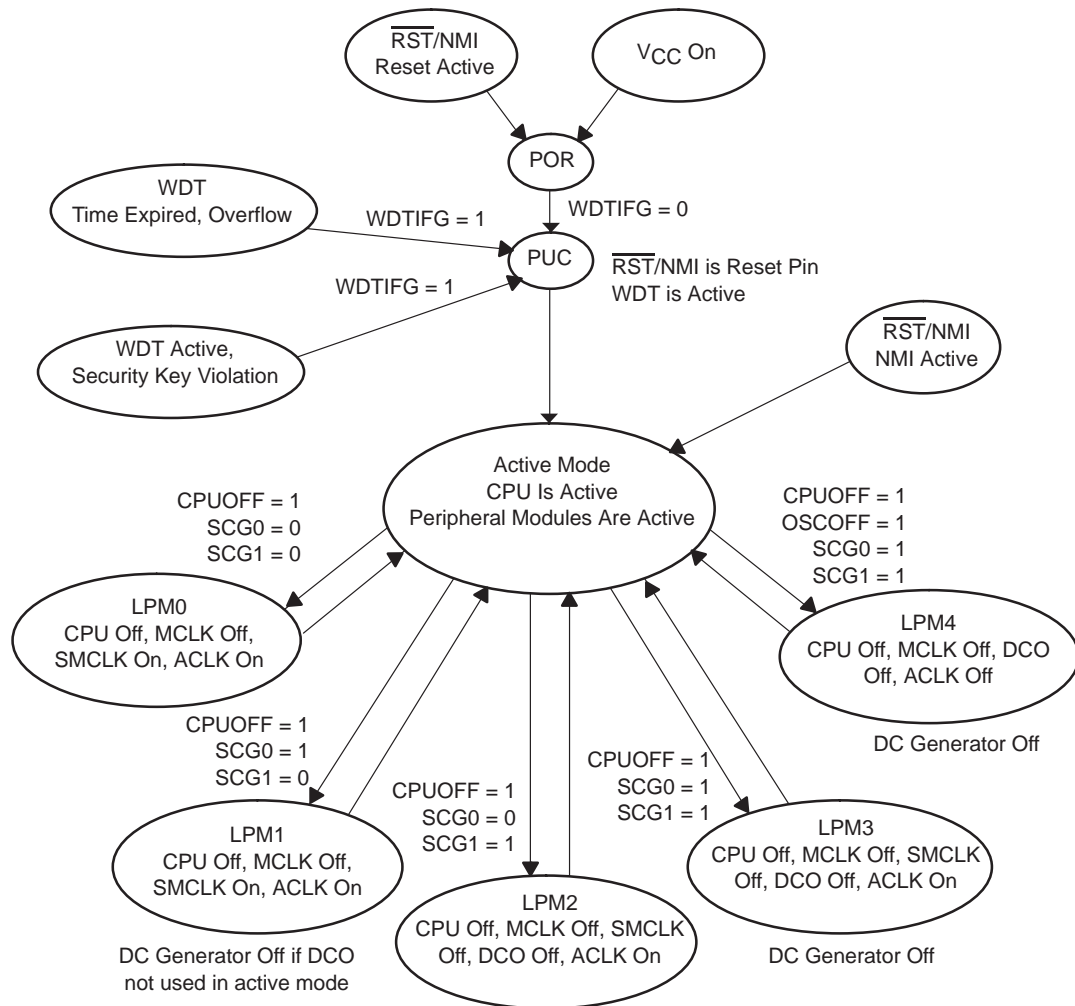 RST/NMI
Reset Active
VCC On
POR
WDTIFG = 0
WDT
Time Expired, Overflow
WDTIFG = 1
PUC
RST/NMI is Reset Pin
WDT is Active
WDTIFG = 1
WDT Active,
Security Key Violation
RST/NMI
NMI Active
Active Mode
CPU Is Active
Peripheral Modules Are Active
CPUOFF = 1
SCG0 = 0
SCG1 = 0
CPUOFF = 1
OSCOFF = 1
SCG0 = 1
SCG1 = 1
LPM0
CPU Off, MCLK Off,
SMCLK On, ACLK On
LPM4
CPU Off, MCLK Off, DCO
Off, ACLK Off
DC Generator Off
CPUOFF = 1
SCG0 = 1
SCG1 = 0
CPUOFF = 1
SCG0 = 0
SCG1 = 1
CPUOFF = 1
SCG0 = 1
SCG1 = 1
LPM1
CPU Off, MCLK Off,
SMCLK On, ACLK On
DC Generator Off if DCO
not used in active mode
LPM2
CPU Off, MCLK Off, SMCLK
Off, DCO Off, ACLK On
LPM3
CPU Off, MCLK Off, SMCLK
Off, DCO Off, ACLK On
DC Generator Off